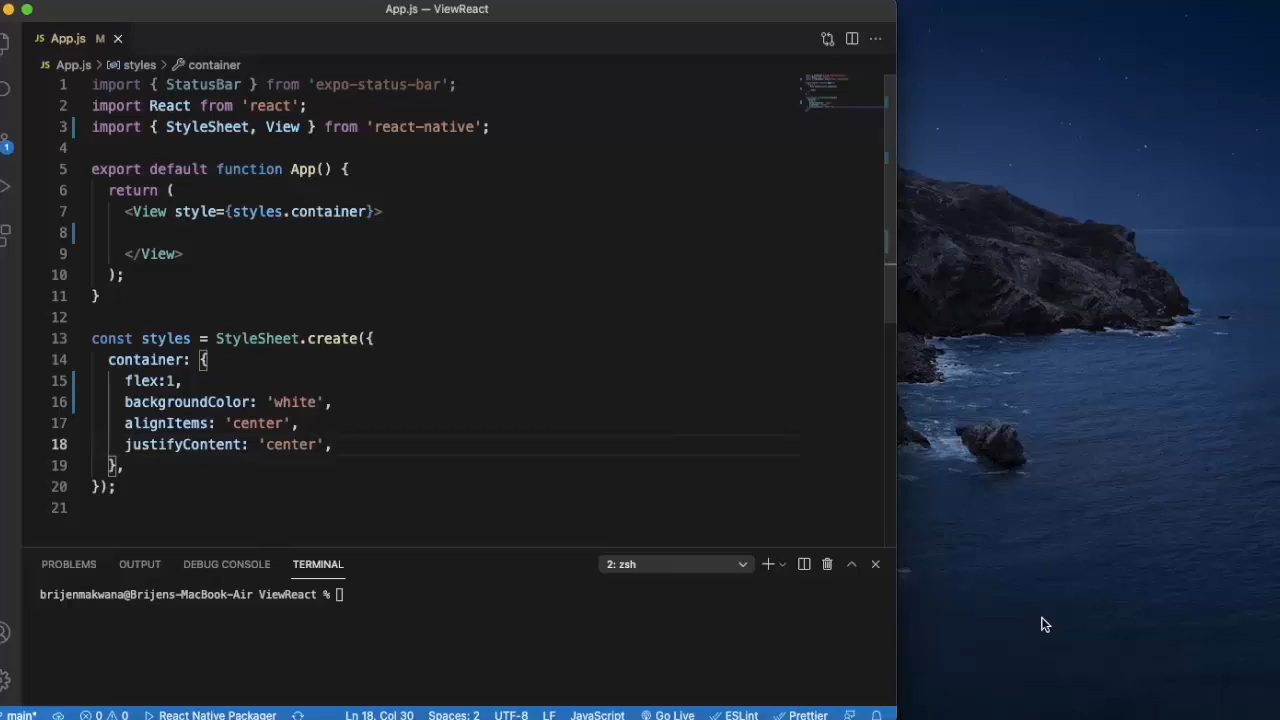 App.js — ViewReact
JS App.js M
JS App.js > styles > container
1 import { StatusBar } from 'expo-status-bar';
2 import React from 'react';
3 import { StyleSheet, View } from 'react-native';
4
5 export default function App() {
6 return (
7 <View style={styles.container}>
8
9 </View>
10 );
11 }
12
13 const styles = StyleSheet.create({
14 container: {
15 flex:1,
16 backgroundColor: 'white',
17 alignItems: 'center',
18 justifyContent: 'center',
19 },
20 });
21
1
PROBLEMS OUTPUT DEBUG CONSOLE TERMINAL 2: zsh
brijenmakwana@Brijens-MacBook-Air ViewReact %
main* 0 0 React Native Packager Ln 18, Col 30 Spaces: 2 UTF-8 LF JavaScript Go Live ESLint Prettier